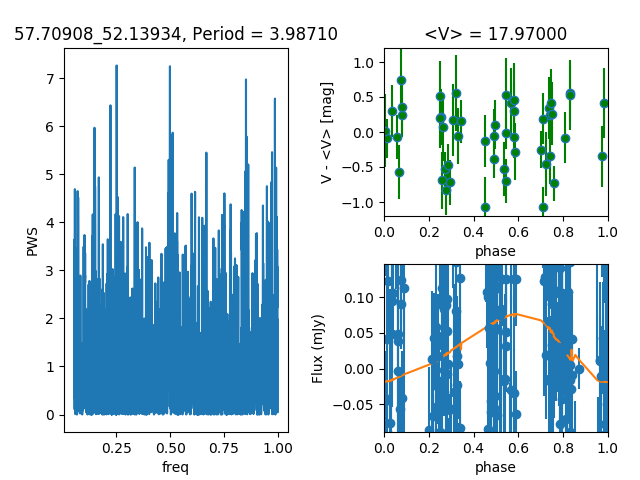 57.70908_52.13934, Period = 3.98710
<V> = 17.97000
PWS
7
6
5
4
3
2
1
0
0.25 0.50 0.75 1.00
freq
V - <V> [mag]
1.0
0.5
0.0
−0.5
−1.0
0.0 0.2 0.4 0.6 0.8 1.0
phase
Flux (mJy)
0.10
0.05
0.00
−0.05
0.0 0.2 0.4 0.6 0.8 1.0
phase